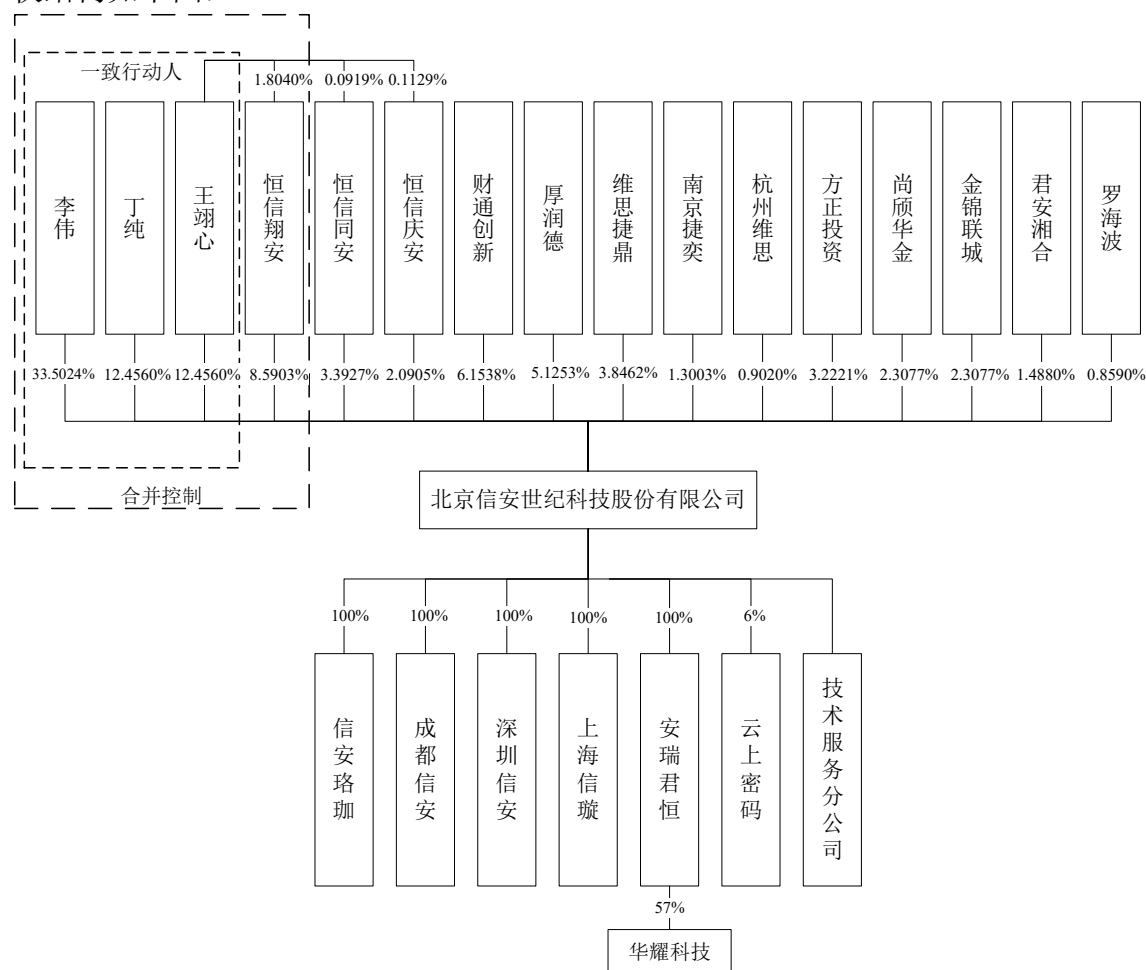 一致行动人
1.8040% 0.0919% 0.1129%
李伟
丁纯
王翊心
恒信翔安
恒信同安
恒信庆安
财通创新
厚润德
维思捷鼎
南京捷奕
杭州维思
方正投资
尚颀华金
金锦联城
君安湘合
罗海波
33.5024% 12.4560% 12.4560% 8.5903% 3.3927% 2.0905% 6.1538% 5.1253% 3.8462% 1.3003% 0.9020% 3.2221% 2.3077% 2.3077% 1.4880% 0.8590%
合并控制
北京信安世纪科技股份有限公司
100% 100% 100% 100% 100% 6%
信安珞珈
成都信安
深圳信安
上海信璇
安瑞君恒
云上密码
技术服务分公司
57%
华耀科技